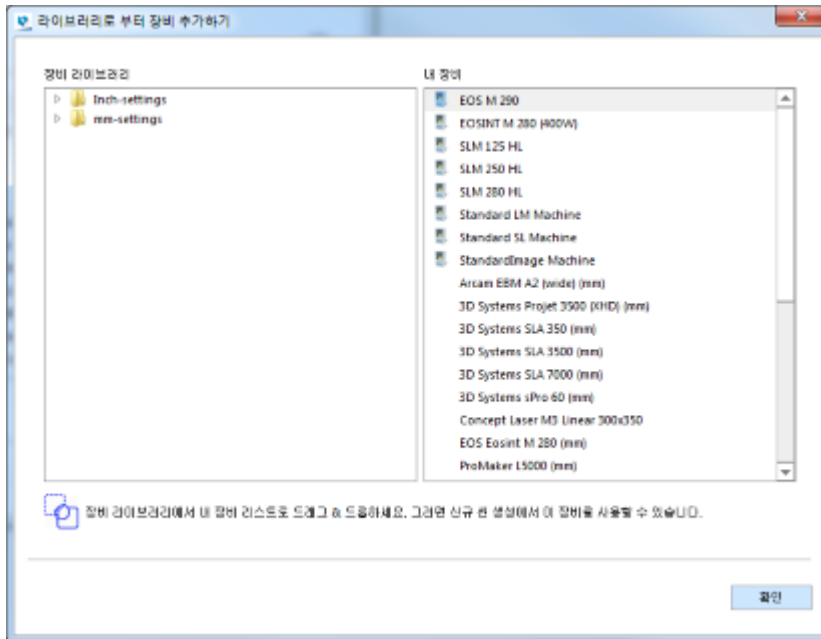 라이브러리로 부터 장비 추가하기
장비 라이브러리
내 장비
Inch-settings
mm-settings
EOS M 290
EOSINT M 280 (400W)
SLM 125 HL
SLM 250 HL
SLM 280 HL
Standard LM Machine
Standard SL Machine
StandardImage Machine
Arcam EBM A2 (wide) (mm)
3D Systems Projet 3500 (XHD) (mm)
3D Systems SLA 350 (mm)
3D Systems SLA 3500 (mm)
3D Systems SLA 7000 (mm)
3D Systems sPro 60 (mm)
Concept Laser M3 Linear 300x350
EOS Eosint M 280 (mm)
ProMaker L5000 (mm)
장비 라이브러리에서 내 장비 리스트로 드래그 & 드롭하세요. 그러면 신규 씬 생성에서 이 장비를 사용할 수 있습니다.
확인